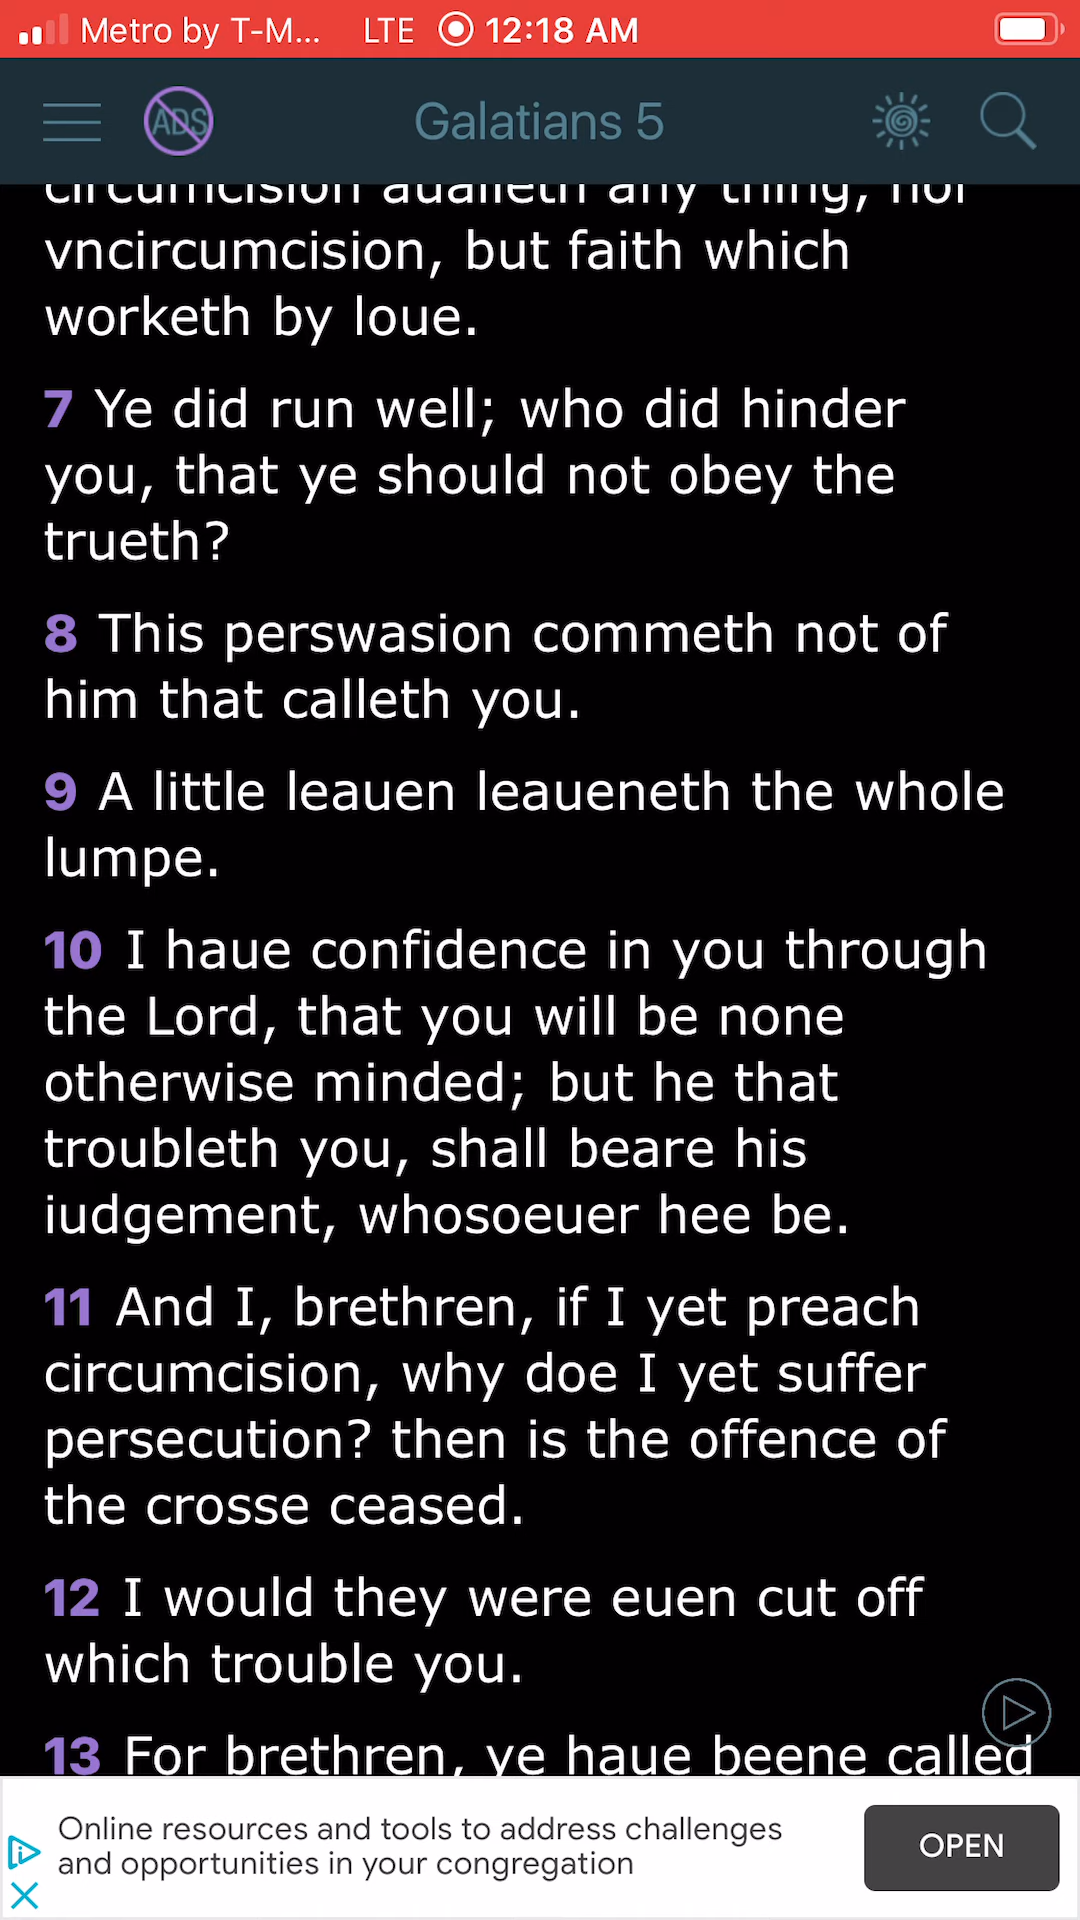 Metro by T-M... LTE 12:18 AM
ADS Galatians 5
circumcision auaileth any thing, nor
vncircumcision, but faith which
worketh by loue.
7 Ye did run well; who did hinder
you, that ye should not obey the
trueth?
8 This perswasion commeth not of
him that calleth you.
9 A little leauen leaueneth the whole
lumpe.
10 I haue confidence in you through
the Lord, that you will be none
otherwise minded; but he that
troubleth you, shall beare his
iudgement, whosoeuer hee be.
11 And I, brethren, if I yet preach
circumcision, why doe I yet suffer
persecution? then is the offence of
the crosse ceased.
12 I would they were euen cut off
which trouble you.
13 For brethren, ye haue beene called
Online resources and tools to address challenges
and opportunities in your congregation
OPEN